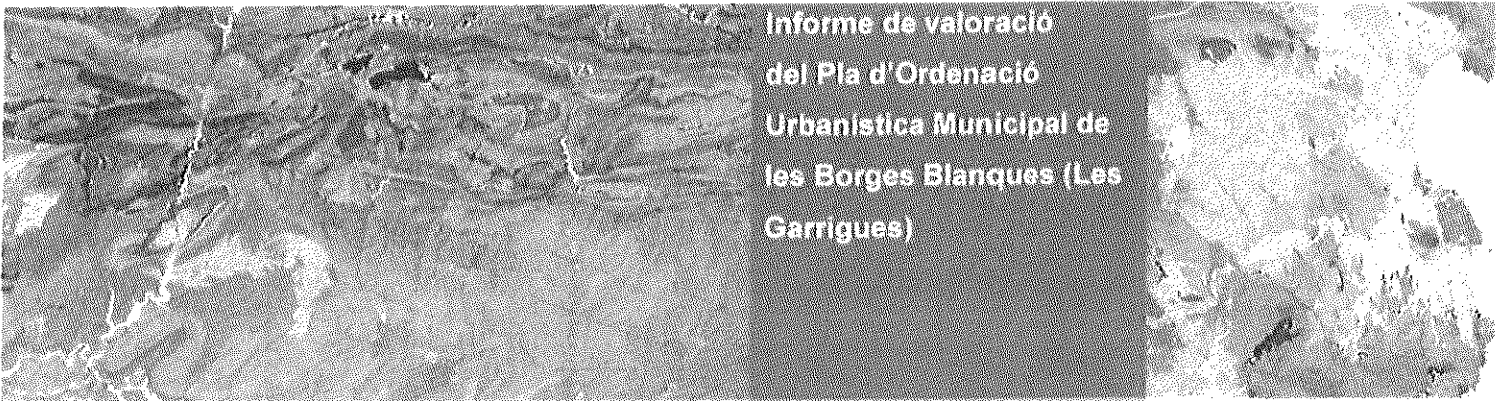 Informe de valoració
del Pla d'Ordenació
Urbanística Municipal de
les Borges Blanques (Les
Garrigues)